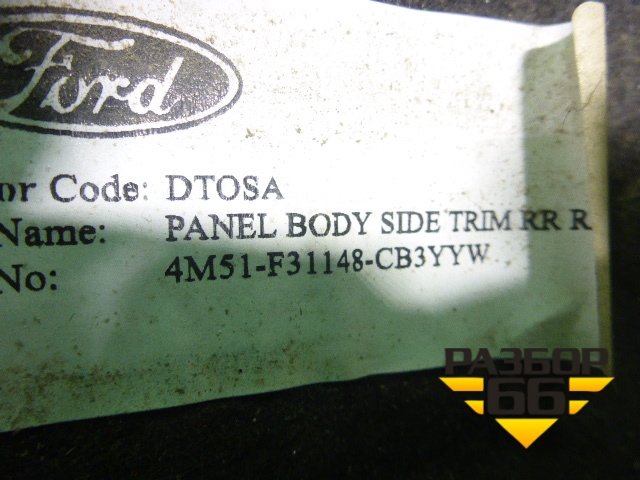 Ford
or Code: DTOSA
Name: PANEL BODY SIDE TRIM RR R
No: 4M51-F31148-CB3YYW
РАЗБОР
66